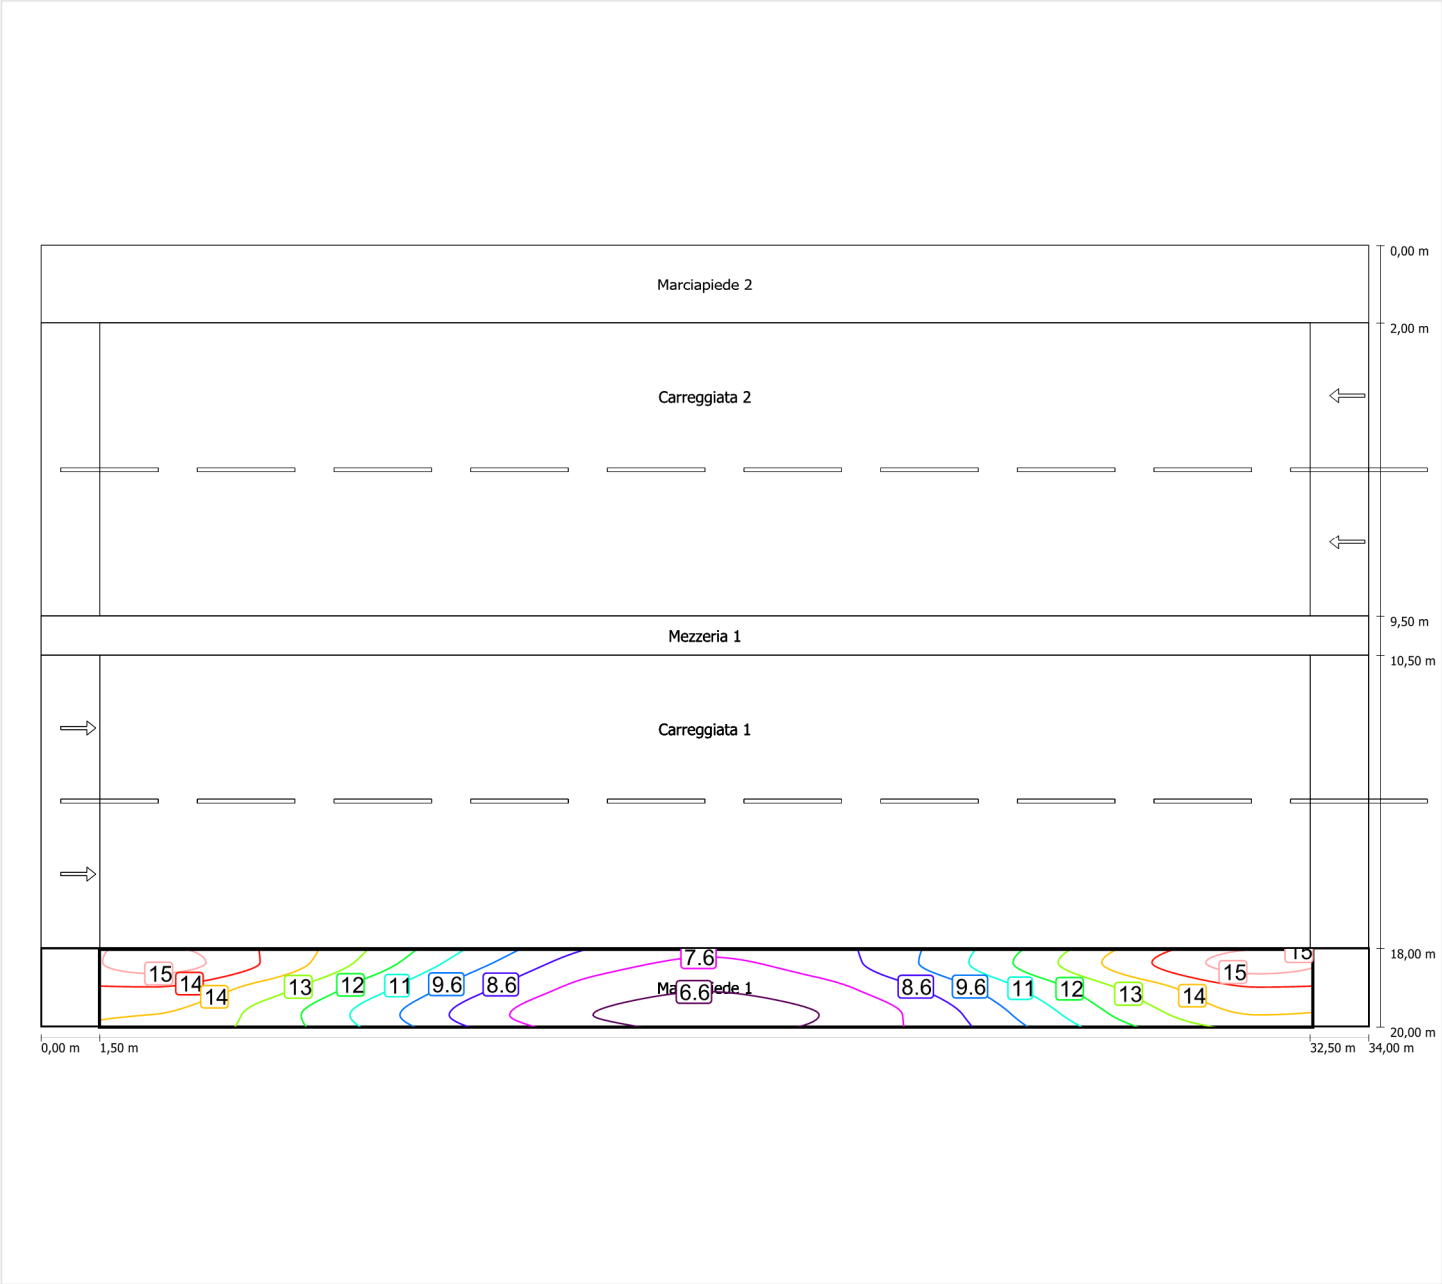 0,00 m
Marciapiede 2
2,00 m
Carreggiata 2
9,50 m
Mezzeria 1
10,50 m
Carreggiata 1
18,00 m
15 14 14 13 12 11 9.6 8.6 7.6 6.6 8.6 9.6 11 12 13 14 15 15
20,00 m
0,00 m 1,50 m 32,50 m 34,00 m